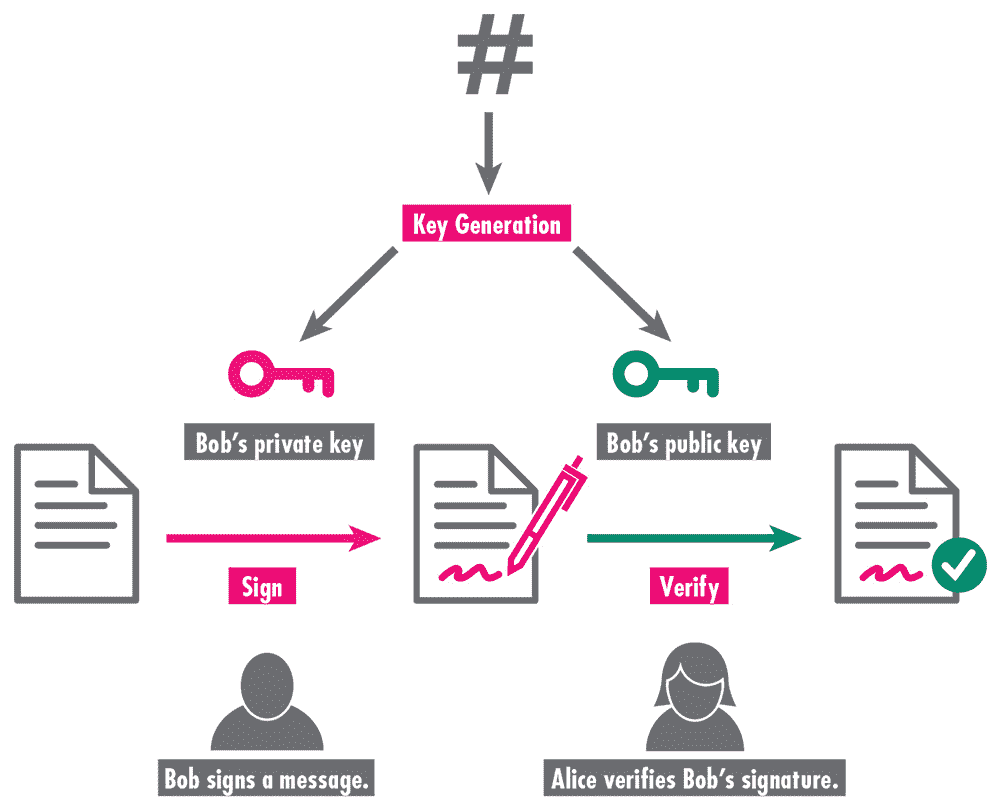 #
Key Generation
Bob's private key
Bob's public key
Sign
Verify
Bob signs a message.
Alice verifies Bob's signature.